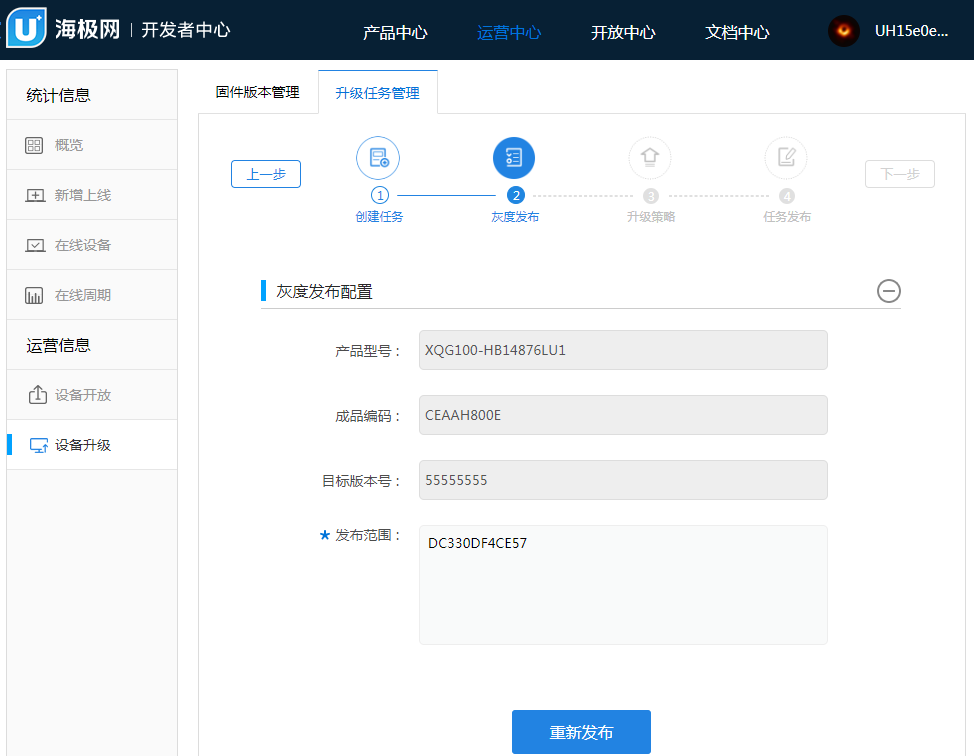 海极网 | 开发者中心 产品中心 运营中心 开放中心 文档中心 UH15e0e...
统计信息
概览
新增上线
在线设备
在线周期
运营信息
设备开放
设备升级
固件版本管理 升级任务管理
上一步 下一步
1 2 3 4
创建任务 灰度发布 升级策略 任务发布
灰度发布配置
产品型号： XQG100-HB14876LU1
成品编码： CEAAH800E
目标版本号： 55555555
★ 发布范围： DC330DF4CE57
重新发布